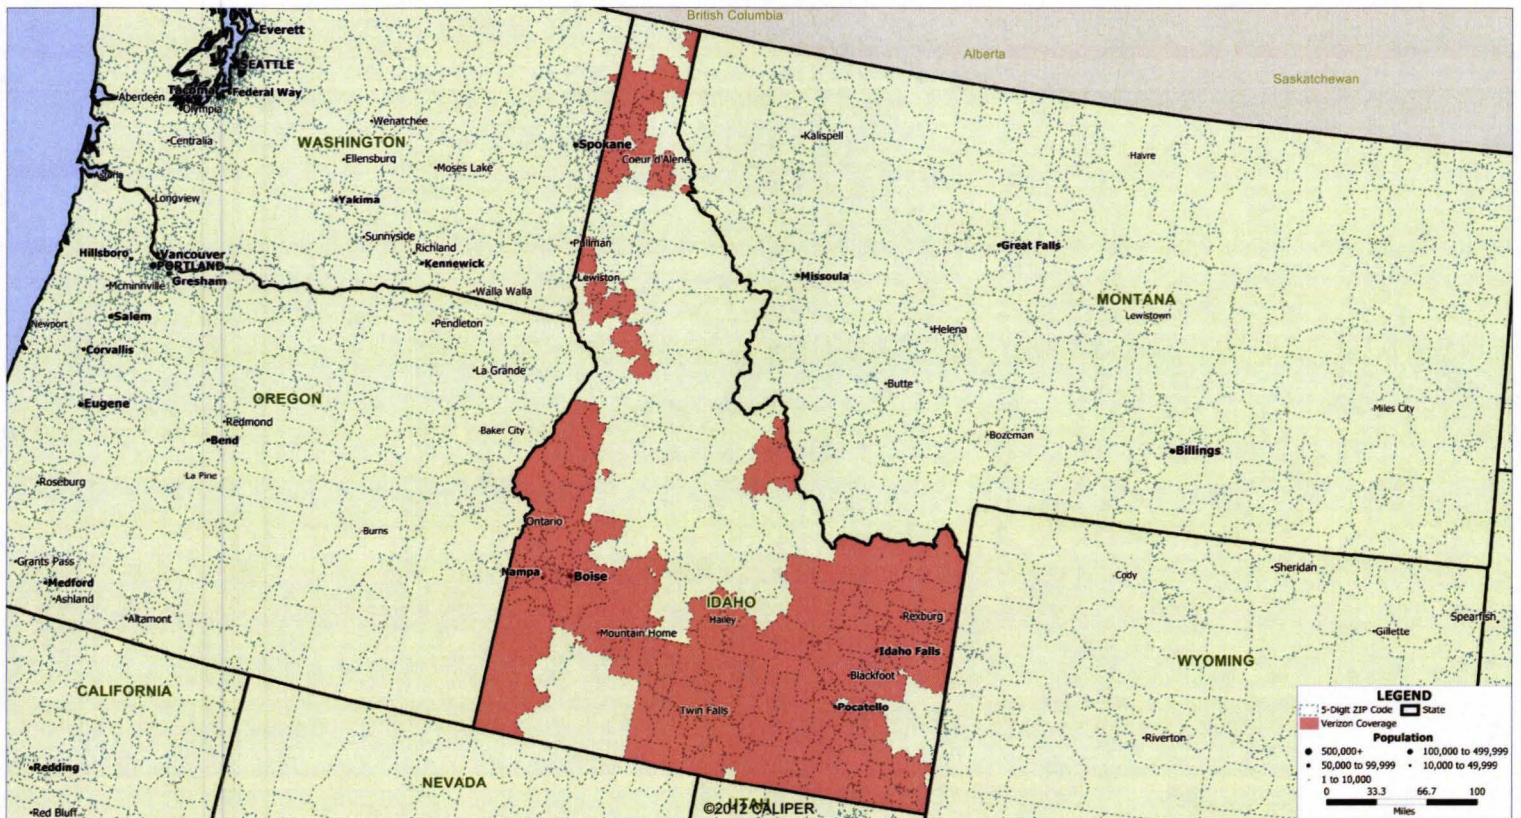 British Columbia
Everett
Alberta
SEATTLE
Saskatchewan
Tacoma
Federal Way
Aberdeen
Olympia
Wenatchee
Kalispell
Centralia
WASHINGTON
Spokane
Ellensburg
Coeur d'Alene
Havre
Moses Lake
Longview
Yakima
Sunnyside
Pullman
Richland
Great Falls
Hillsboro
Vancouver
PORTLAND
Kennewick
Gresham
Lewiston
Missoula
Mcminnville
Walla Walla
MONTANA
Salem
Lewistown
Newport
Pendleton
Helena
Corvallis
La Grande
Butte
OREGON
Eugene
Miles City
Redmond
Baker City
Bozeman
Bend
Billings
La Pine
Roseburg
Ontario
Burns
Grants Pass
Nampa
Boise
Cody
Sheridan
Medford
Ashland
IDAHO
Altamont
Hailey
Rexburg
Spearfish
Mountain Home
Gillette
Idaho Falls
WYOMING
Blackfoot
CALIFORNIA
Twin Falls
Pocatello
Riverton
Redding
NEVADA
UTAH
©2012 CALIPER
Red Bluff
LEGEND
5-Digit ZIP Code State
Verizon Coverage
Population
500,000+ 100,000 to 499,999
50,000 to 99,999 10,000 to 49,999
1 to 10,000
0 33.3 66.7 100
Miles